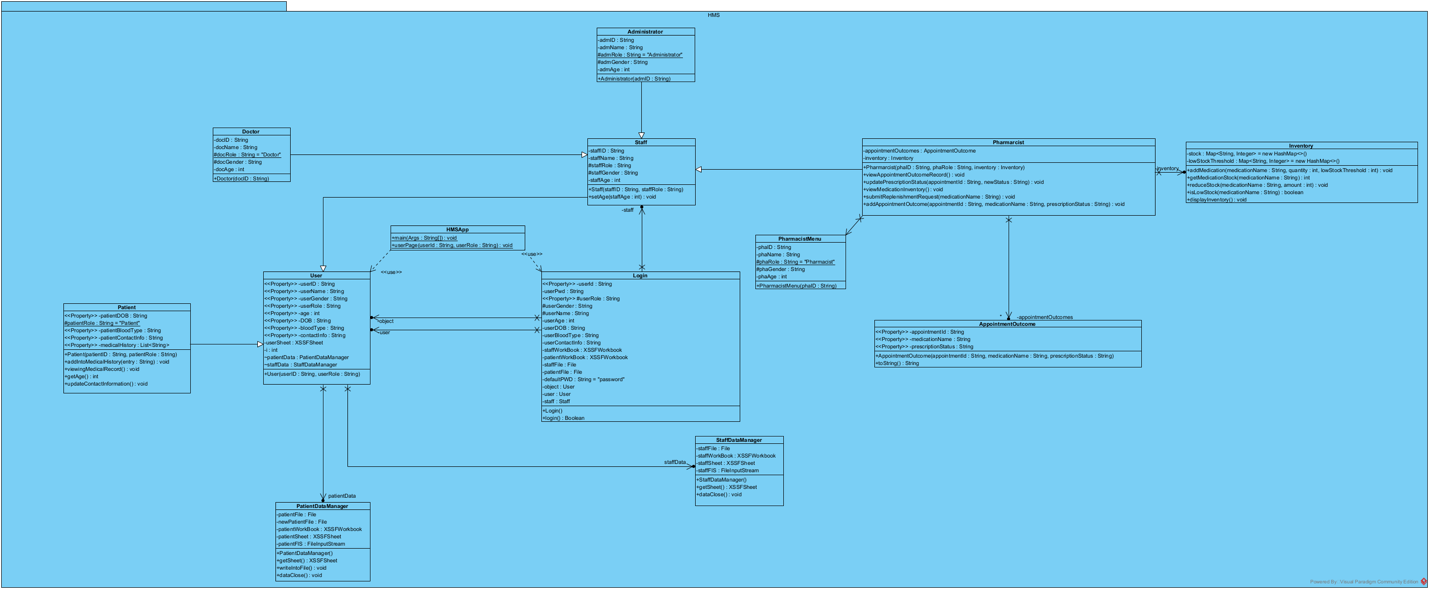 HMS
Administrator
-admID : String
-admName : String
#admRole : String = "Administrator"
#admGender : String
-admAge : int
+Administrator(admID : String)
Doctor
-docID : String
-docName : String
#docRole : String = "Doctor"
#docGender : String
-docAge : int
+Doctor(docID : String)
Staff
-staffID : String
-staffName : String
#staffRole : String
#staffGender : String
-staffAge : int
+Staff(staffID : String, staffRole : String)
+setAge(staffAge : int) : void
-staff
Pharmarcist
-appointmentOutcomes : AppointmentOutcome
-inventory : Inventory
+Pharmarcist(phaID : String, phaRole : String, inventory : Inventory)
+viewAppointmentOutcomeRecord() : void
+updatePrescriptionStatus(appointmentId : String, newStatus : String) : void
+viewMedicationInventory() : void
+submitReplenishmentRequest(medicationName : String) : void
+addAppointmentOutcome(appointmentId : String, medicationName : String, prescriptionStatus : String) : void
-inventory
Inventory
-stock : Map<String, Integer> = new HashMap<>()
-lowStockThreshold : Map<String, Integer> = new HashMap<>()
+addMedication(medicationName : String, quantity : int, lowStockThreshold : int) : void
+getMedicationStock(medicationName : String) : int
+reduceStock(medicationName : String, amount : int) : void
+isLowStock(medicationName : String) : boolean
+displayInventory() : void
HMSApp
+main(Args : String[]) : void
+userPage(userId : String, userRole : String) : void
<<use>>
<<use>>
PharmacistMenu
-phaID : String
-phaName : String
#phaRole : String = "Pharmacist"
#phaGender : String
-phaAge : int
+PharmacistMenu(phaID : String)
User
<<Property>> -userID : String
<<Property>> -userName : String
<<Property>> -userGender : String
<<Property>> -userRole : String
<<Property>> -age : int
<<Property>> -DOB : String
<<Property>> -bloodType : String
<<Property>> -contactInfo : String
-userSheet : XSSFSheet
-i : int
+patientData : PatientDataManager
~staffData : StaffDataManager
+User(userID : String, userRole : String)
-object
-user
Login
<<Property>> -userId : String
-userPwd : String
<<Property>> #userRole : String
#userGender : String
#userName : String
-userAge : int
-userDOB : String
-userBloodType : String
-userContactInfo : String
-staffWorkBook : XSSFWorkbook
-patientWorkBook : XSSFWorkbook
-staffFile : File
-patientFile : File
-defaultPWD : String = "password"
-object : User
-user : User
-staff : Staff
+Login()
+login() : Boolean
Patient
<<Property>> -patientDOB : String
#patientRole : String = "Patient"
<<Property>> -patientBloodType : String
<<Property>> -patientContactInfo : String
<<Property>> -medicalHistory : List<String>
+Patient(patientID : String, patientRole : String)
+addIntoMedicalHistory(entry : String) : void
+viewingMedicalRecord() : void
+getAge() : int
+updateContactInformation() : void
-appointmentOutcomes
AppointmentOutcome
<<Property>> -appointmentId : String
<<Property>> -medicationName : String
<<Property>> -prescriptionStatus : String
+AppointmentOutcome(appointmentId : String, medicationName : String, prescriptionStatus : String)
+toString() : String
staffData
StaffDataManager
-staffFile : File
-staffWorkBook : XSSFWorkbook
-staffSheet : XSSFSheet
-staffFIS : FileInputStream
+StaffDataManager()
+getSheet() : XSSFSheet
+dataClose() : void
patientData
PatientDataManager
-patientFile : File
-newPatientFile : File
-patientWorkBook : XSSFWorkbook
-patientSheet : XSSFSheet
-patientFIS : FileInputStream
+PatientDataManager()
+getSheet() : XSSFSheet
+writeIntoFile() : void
+dataClose() : void
Powered By: Visual Paradigm Community Edition